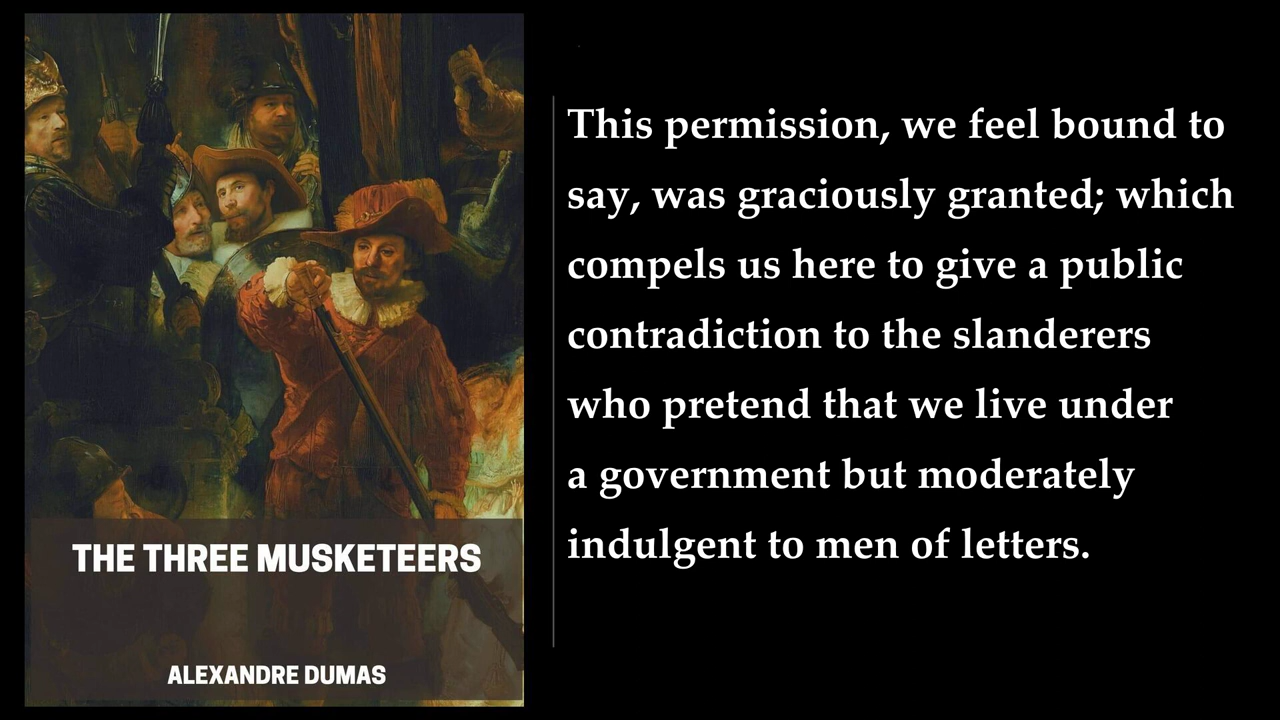 THE THREE MUSKETEERS
ALEXANDRE DUMAS
This permission, we feel bound to
say, was graciously granted; which
compels us here to give a public
contradiction to the slanderers
who pretend that we live under
a government but moderately
indulgent to men of letters.